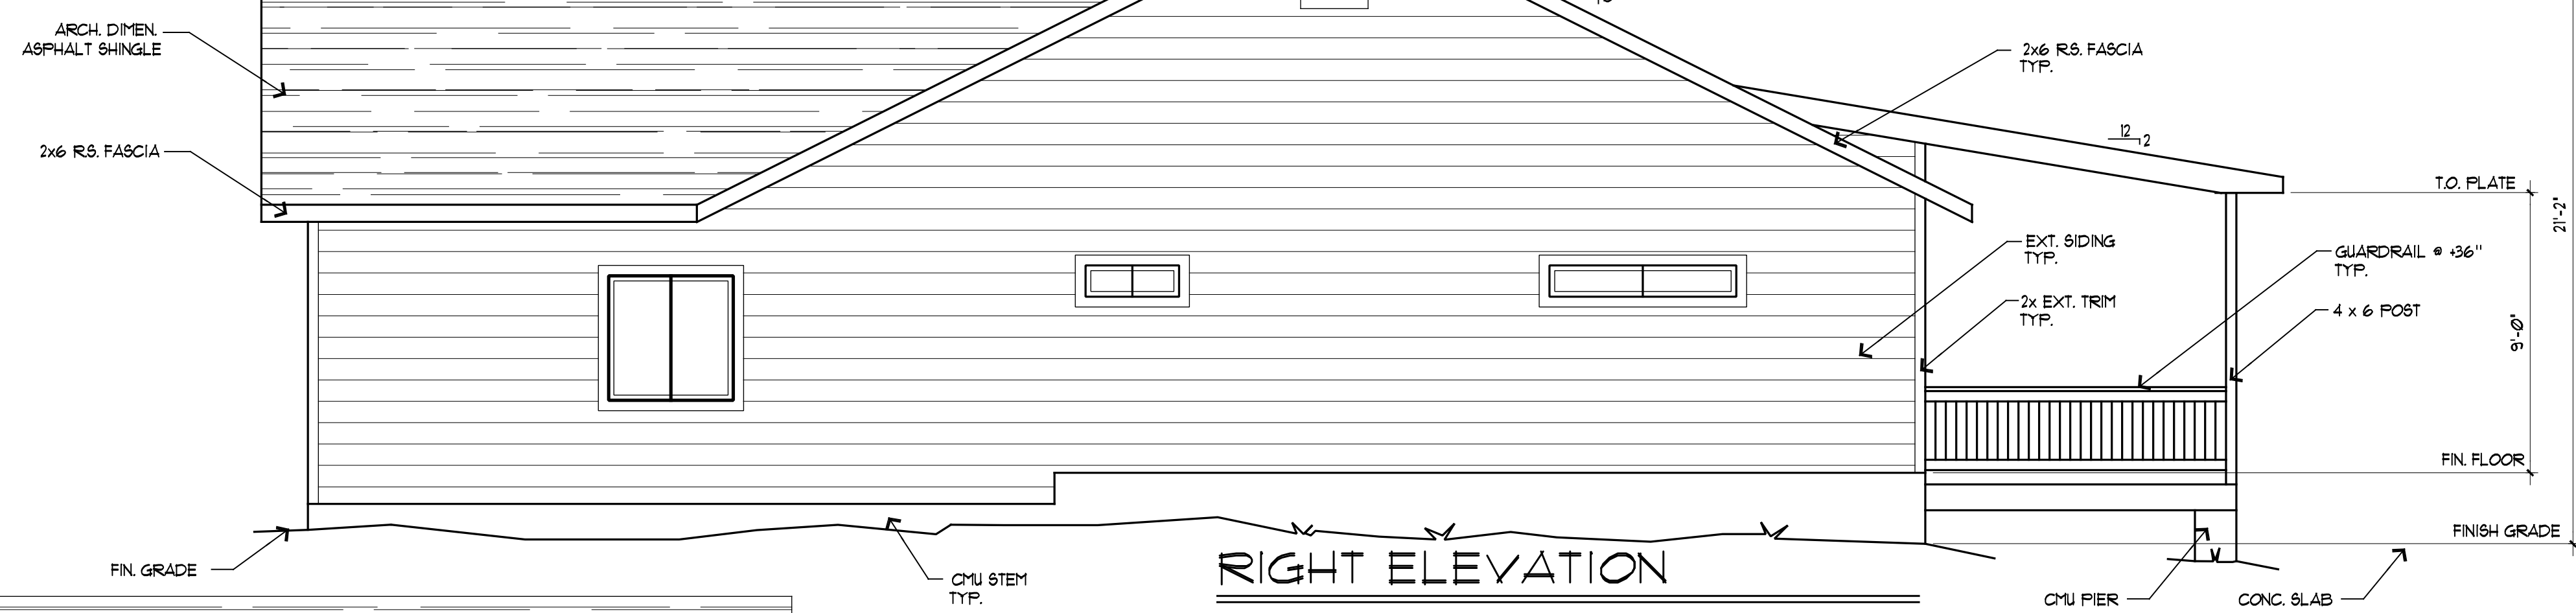 ARCH. DIMEN.
ASPHALT SHINGLE
2x6 R.S. FASCIA
2x6 R.S. FASCIA
TYP.
12
2
T.O. PLATE
21'-2"
EXT. SIDING
TYP.
GUARDRAIL @ +36"
TYP.
2x EXT. TRIM
TYP.
4 x 6 POST
9'-0"
FIN. FLOOR
FINISH GRADE
FIN. GRADE
CMU STEM
TYP.
RIGHT ELEVATION
CMU PIER
CONC. SLAB